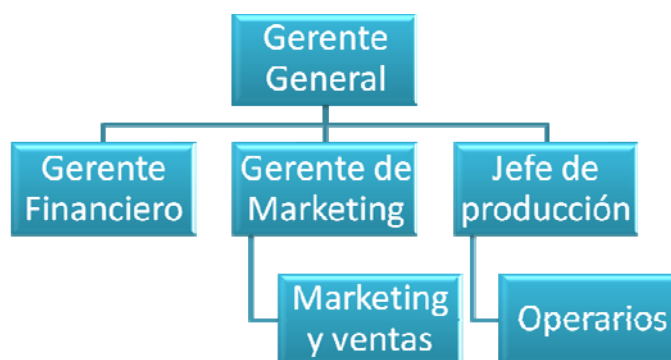 Gerente
General
Gerente
Financiero
Gerente de
Marketing
Jefe de
producción
Marketing
y ventas
Operarios